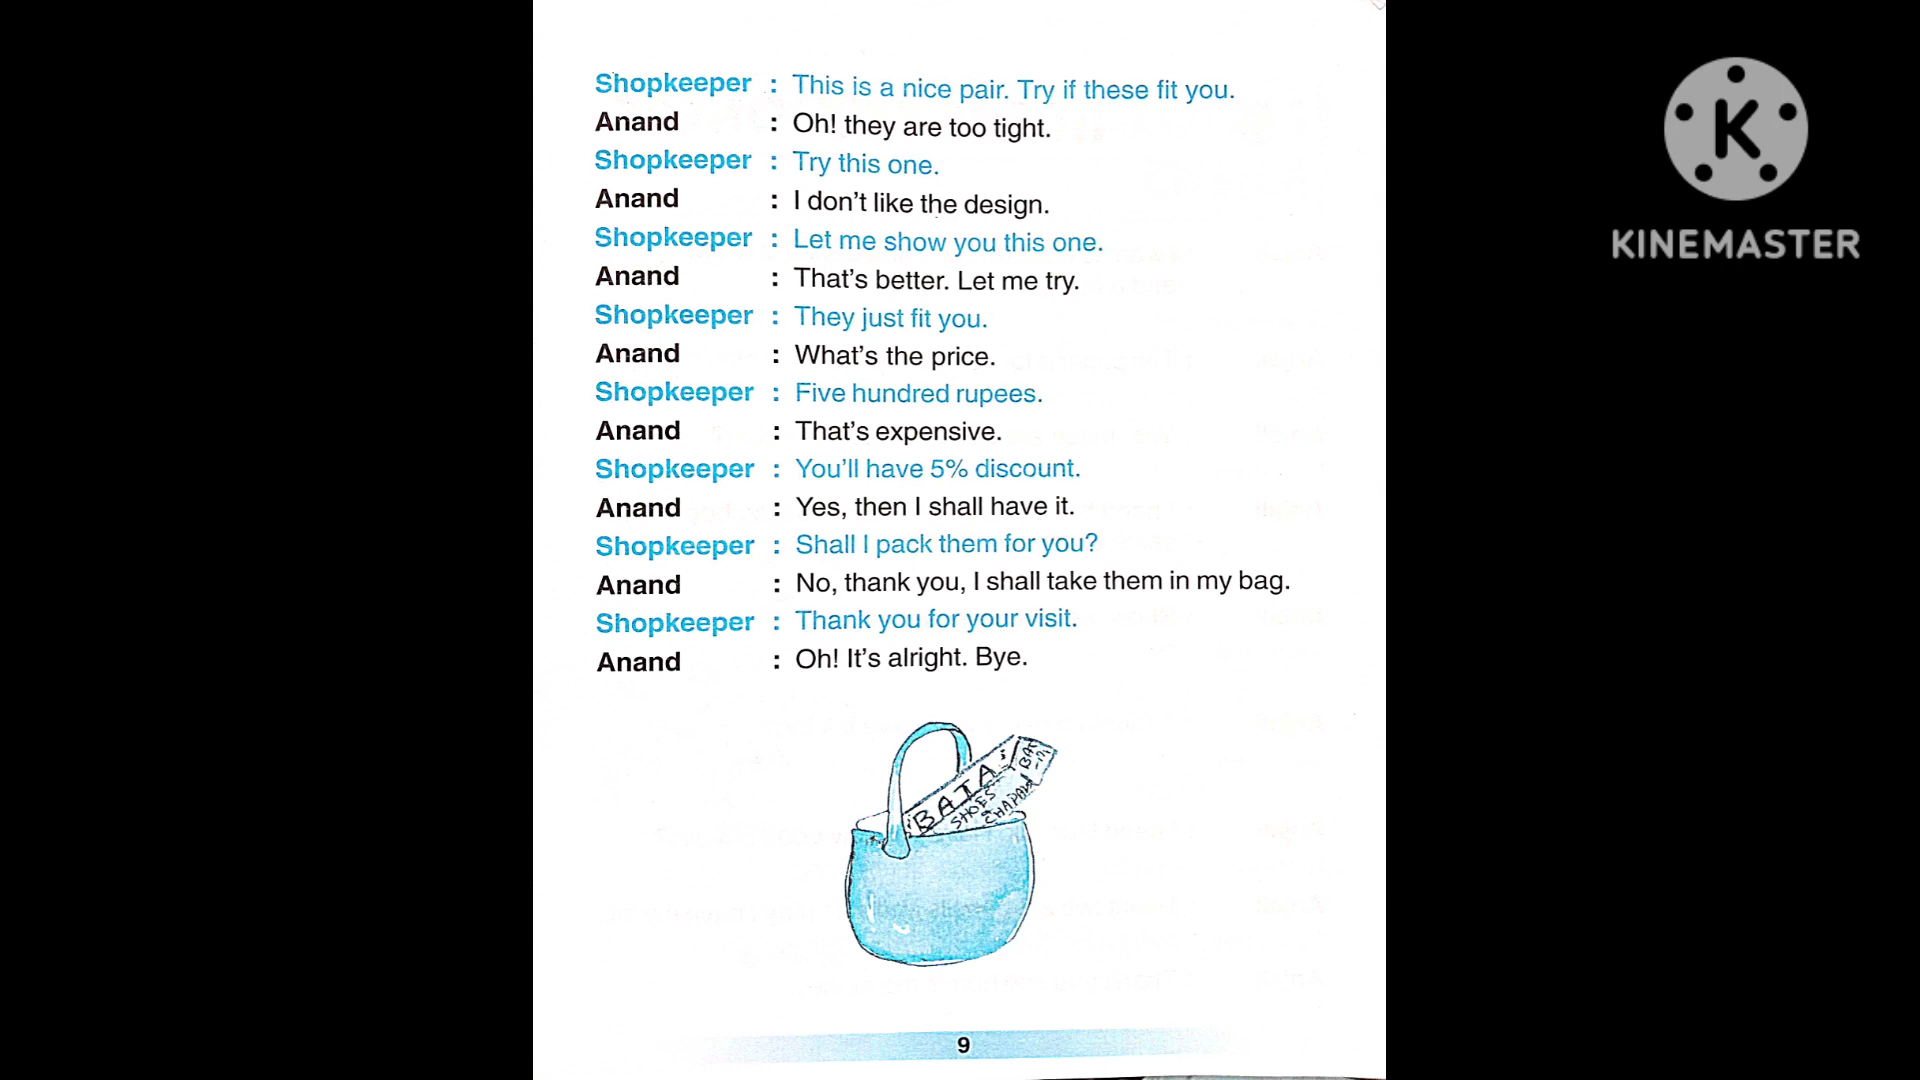 Shopkeeper : This is a nice pair. Try if these fit you.
Anand : Oh! they are too tight.
Shopkeeper : Try this one.
Anand : I don't like the design.
Shopkeeper : Let me show you this one.
Anand : That's better. Let me try.
Shopkeeper : They just fit you.
Anand : What's the price.
Shopkeeper : Five hundred rupees.
Anand : That's expensive.
Shopkeeper : You'll have 5% discount.
Anand : Yes, then I shall have it.
Shopkeeper : Shall I pack them for you?
Anand : No, thank you, I shall take them in my bag.
Shopkeeper : Thank you for your visit.
Anand : Oh! It's alright. Bye.
BATA
SHOES
9
K
KINEMASTER